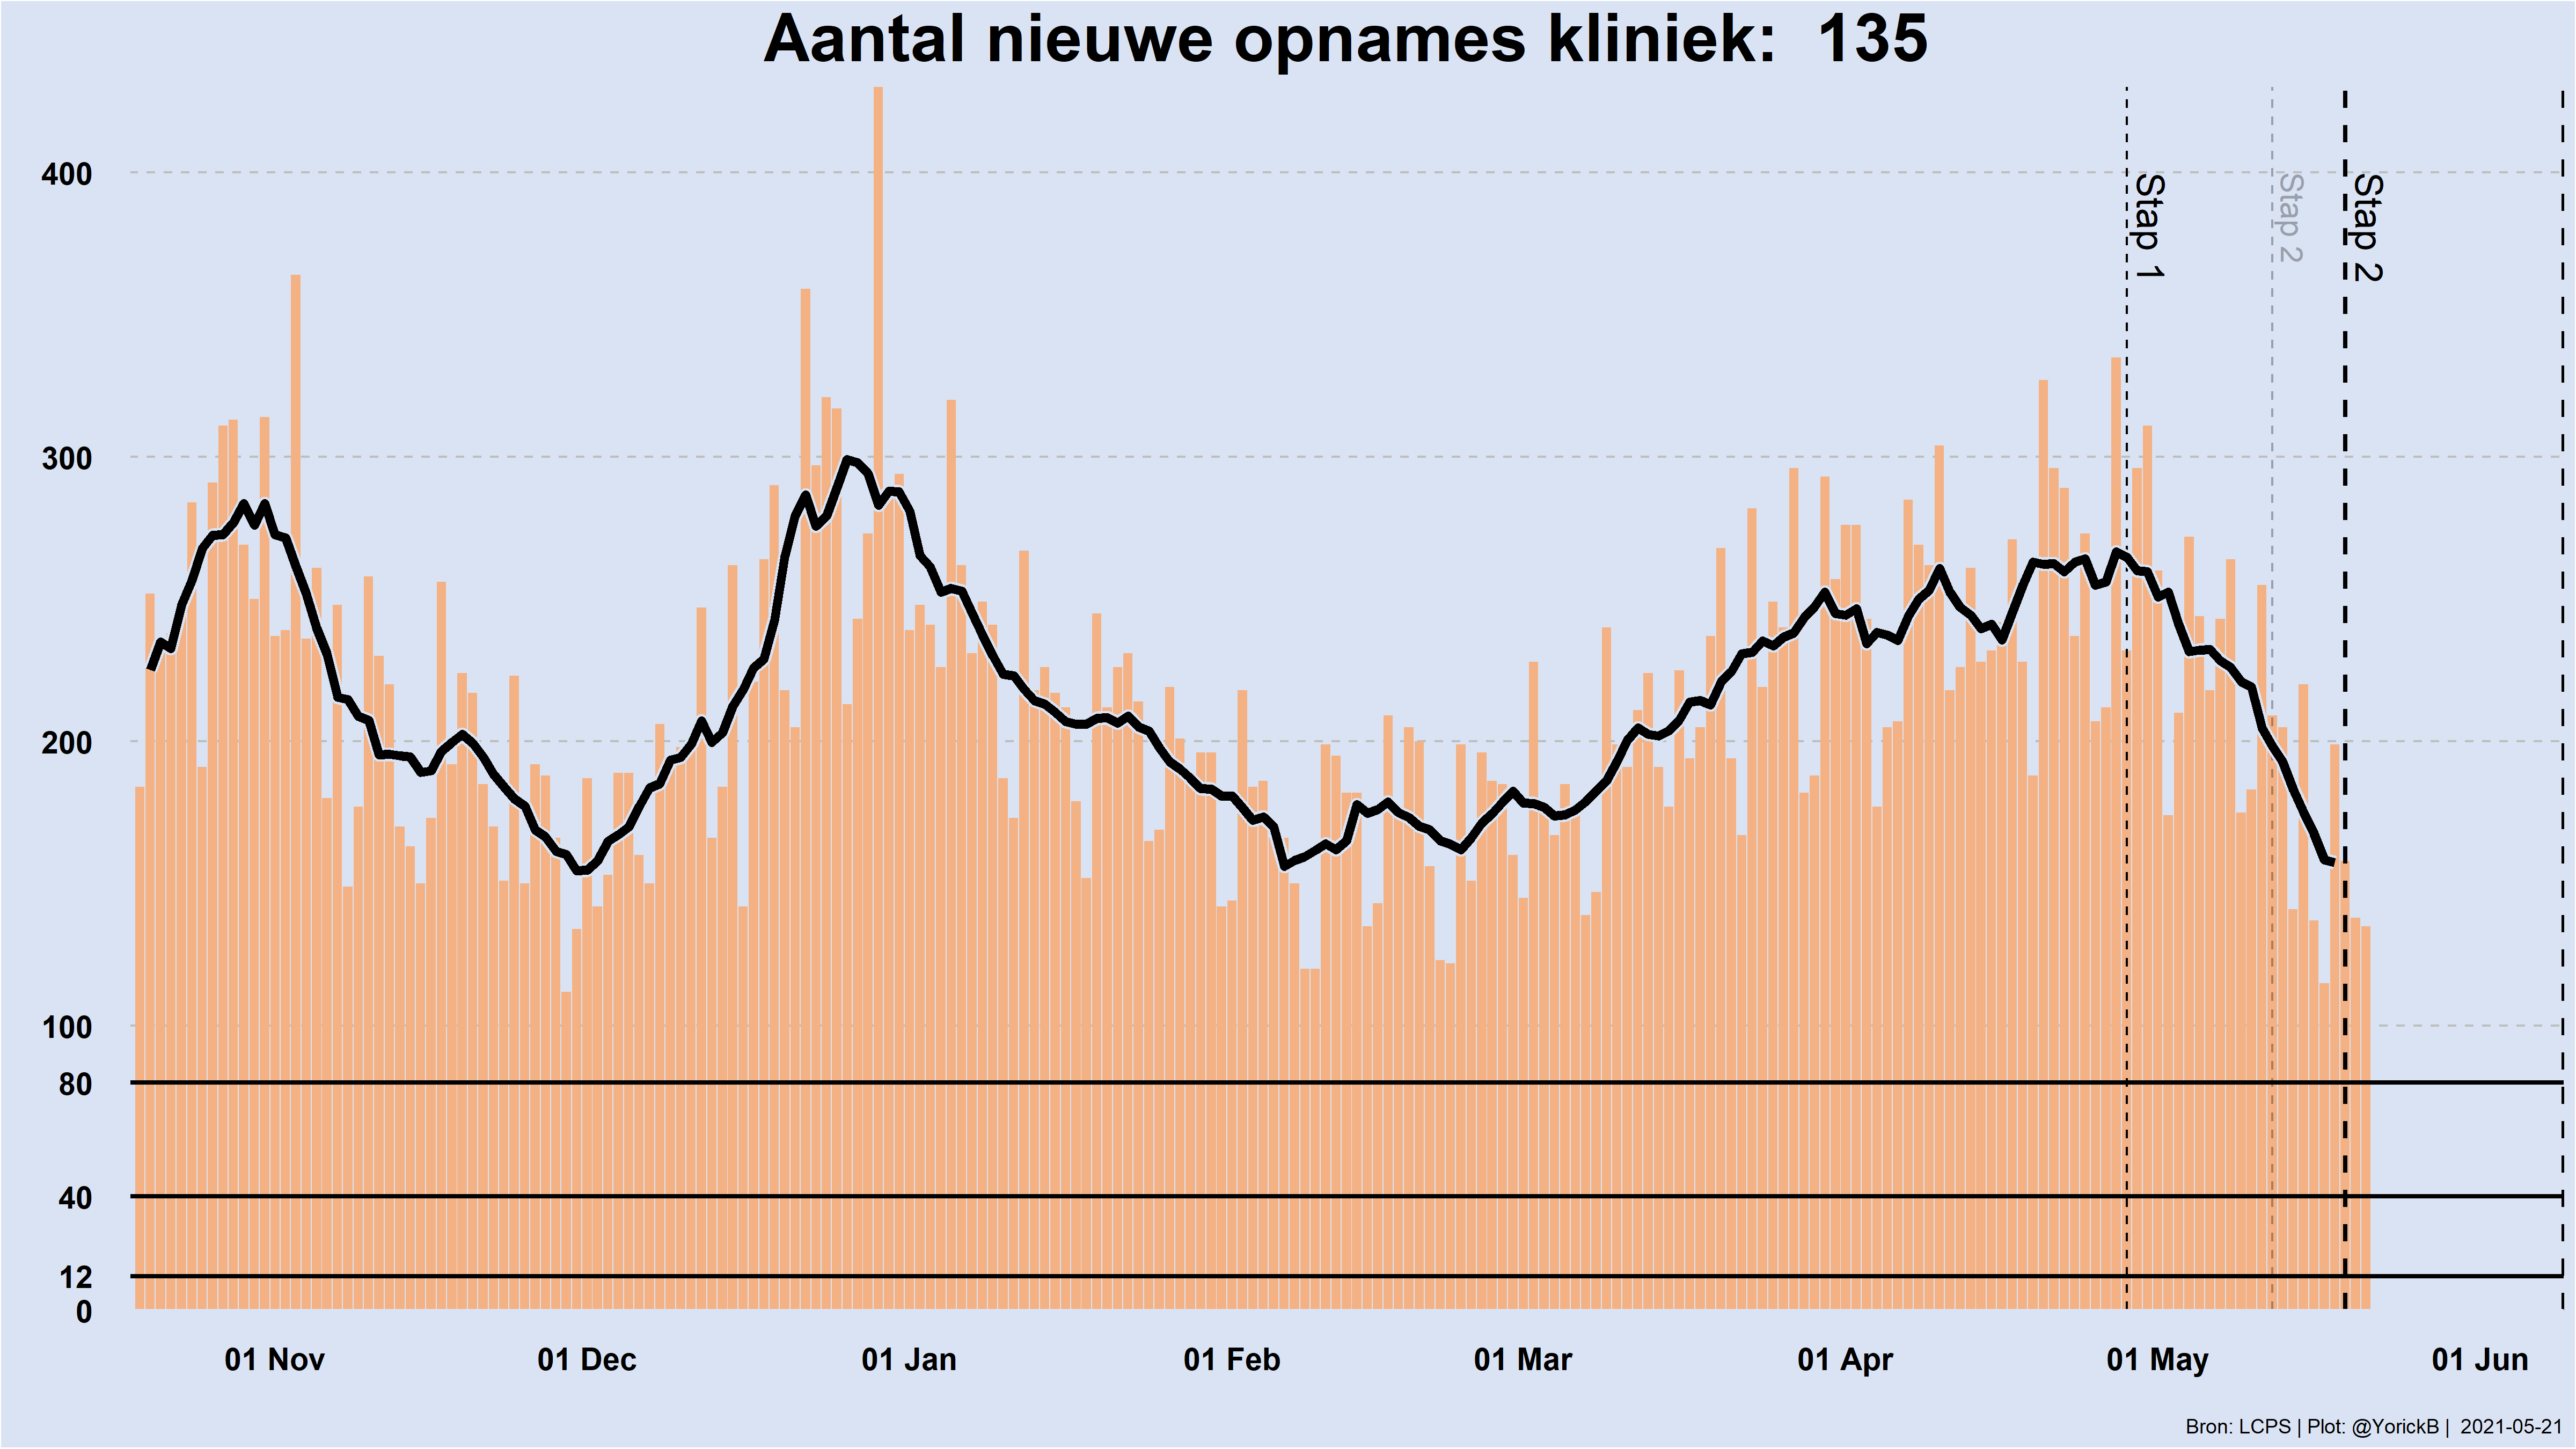 Aantal nieuwe opnames kliniek: 135
400
300
200
100
80
40
12
0
Stap 1
Stap 2
Stap 2
01 Nov
01 Dec
01 Jan
01 Feb
01 Mar
01 Apr
01 May
01 Jun
Bron: LCPS | Plot: @YorickB | 2021-05-21